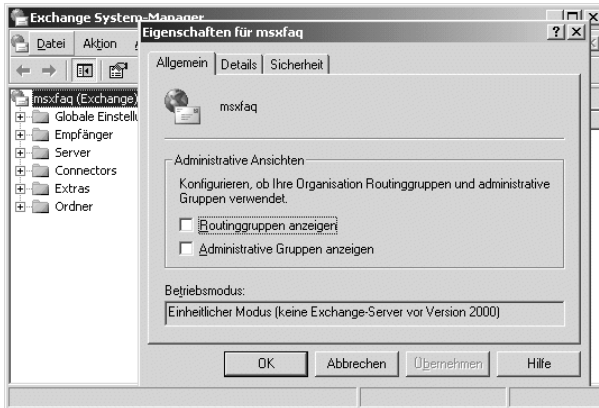 Exchange System-Manager
Eigenschaften für msxfaq
Datei Aktion
Allgemein Details Sicherheit
msxfaq (Exchange)
Globale Einstellu
Empfänger
Server
Connectors
Extras
Ordner
msxfaq
Administrative Ansichten
Konfigurieren, ob Ihre Organisation Routinggruppen und administrative
Gruppen verwendet.
Routinggruppen anzeigen
Administrative Gruppen anzeigen
Betriebsmodus:
Einheitlicher Modus (keine Exchange-Server vor Version 2000)
OK Abbrechen Übernehmen Hilfe